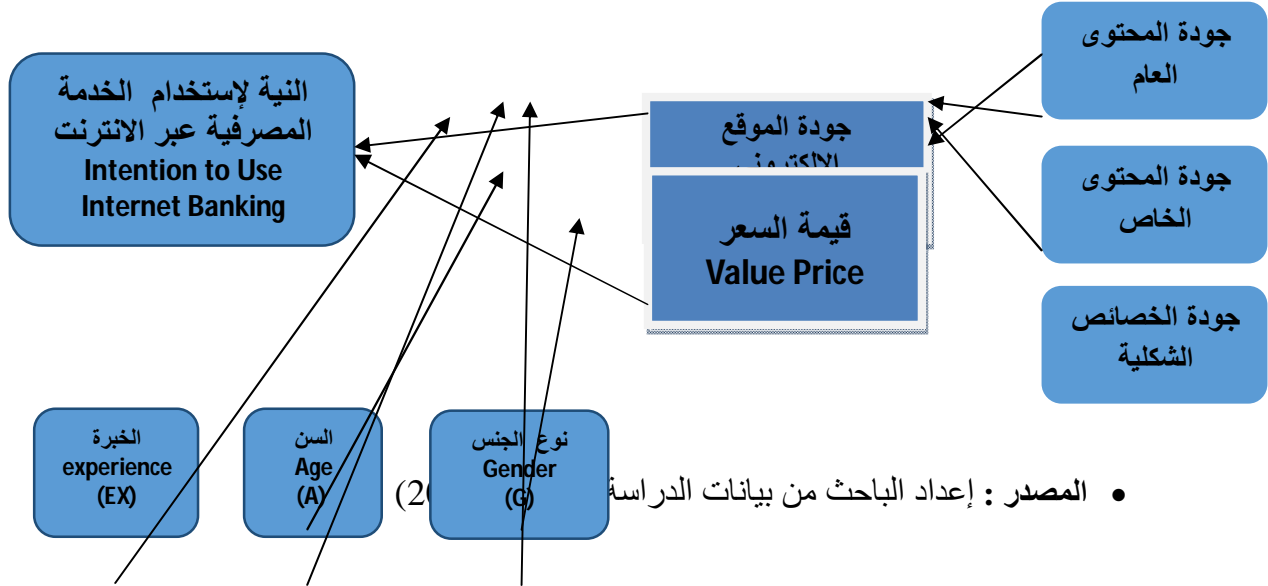 جودة المحتوى
العام
النية لإستخدام الخدمة
المصرفية عبر الانترنت
Intention to Use
Internet Banking
جودة الموقع
الالكتروني
قيمة السعر
Value Price
جودة المحتوى
الخاص
جودة الخصائص
الشكلية
نوع الجنس
Gender
(G)
السن
Age
(A)
الخبرة
experience
(EX)
• المصدر : إعداد الباحث من بيانات الدراسة